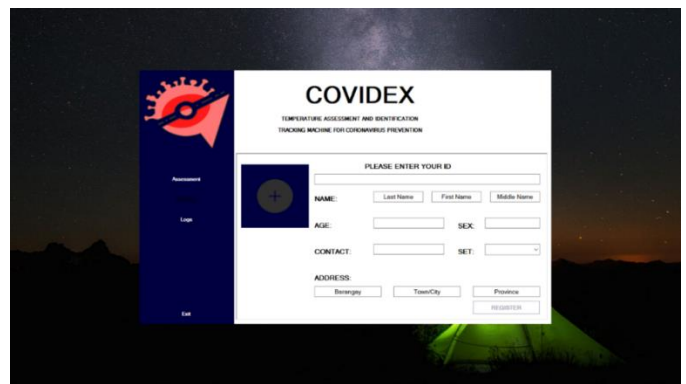 COVIDEX
TEMPERATURE ASSESSMENT AND IDENTIFICATION
TRACKING MACHINE FOR CORONAVIRUS PREVENTION
PLEASE ENTER YOUR ID
Assessment
NAME: Last Name First Name Middle Name
Logs
AGE: SEX:
CONTACT: SET:
ADDRESS:
Barangay Town/City Province
REGISTER
Exit